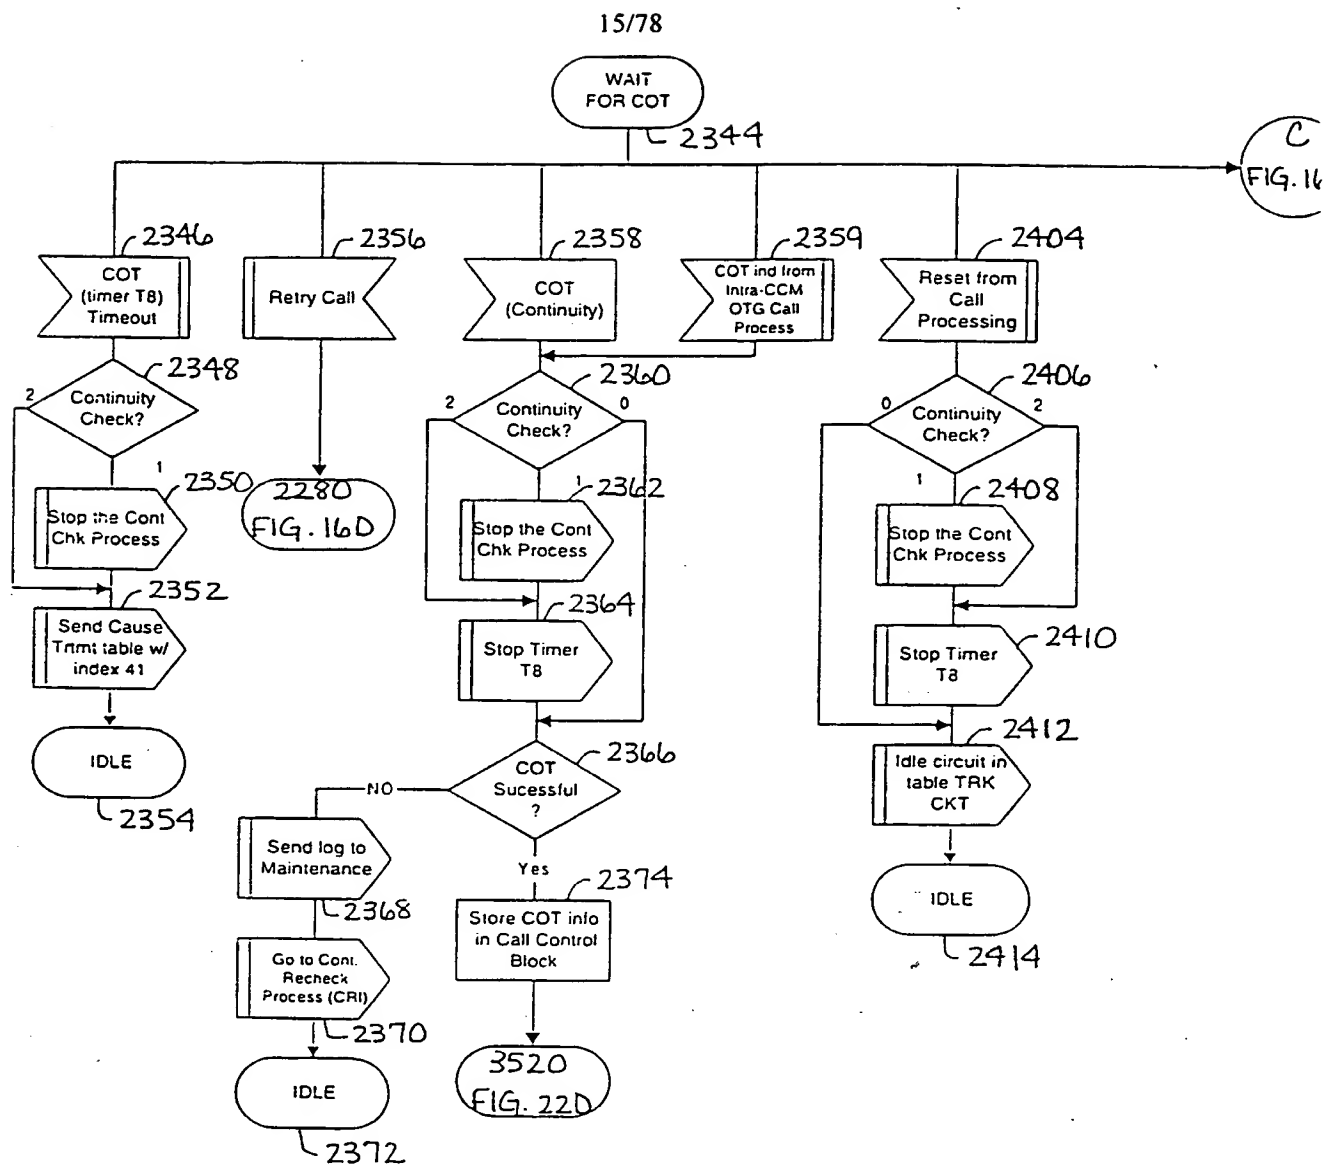 15/78
WAIT
FOR COT
2344
C
FIG. 16
2346
COT
(timer T8)
Timeout
2356
Retry Call
2358
COT
(Continuity)
2359
COT ind from
Intra-CCM
OTG Call
Process
2404
Reset from
Call
Processing
2348
Continuity
Check?
2
1
2350
Stop the Cont
Chk Process
2352
Send Cause
Trtmt table w/
index 41
IDLE
2354
2280
FIG. 16D
2360
Continuity
Check?
2
0
1
2362
Stop the Cont
Chk Process
2364
Stop Timer
T8
2366
COT
Sucessful
?
NO
Send log to
Maintenance
2368
Go to Cont.
Recheck
Process (CRI)
2370
IDLE
2372
Yes
2374
Store COT info
in Call Control
Block
3520
FIG. 22D
2406
Continuity
Check?
0
2
1
2408
Stop the Cont
Chk Process
2410
Stop Timer
T8
2412
Idle circuit in
table TRK
CKT
IDLE
2414